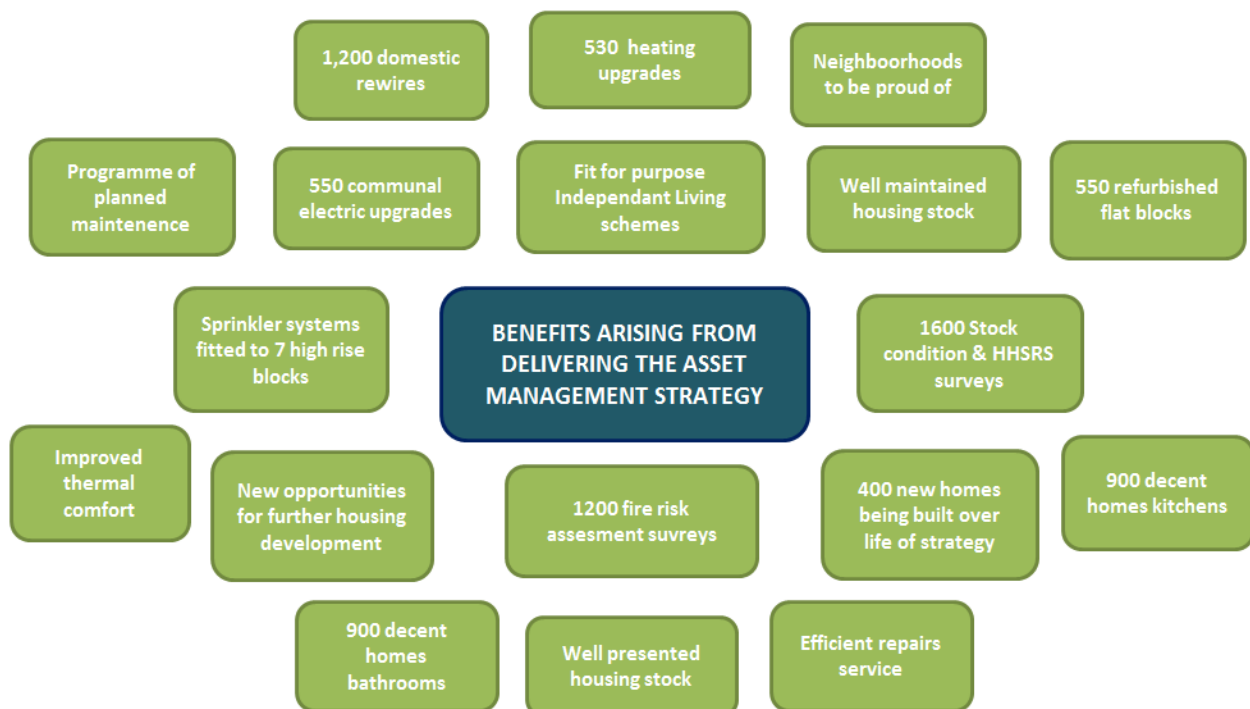 1,200 domestic
rewires
530 heating
upgrades
Neighboorhoods
to be proud of
Programme of
planned
maintenence
550 communal
electric upgrades
Fit for purpose
Independant Living
schemes
Well maintained
housing stock
550 refurbished
flat blocks
Sprinkler systems
fitted to 7 high rise
blocks
BENEFITS ARISING FROM
DELIVERING THE ASSET
MANAGEMENT STRATEGY
1600 Stock
condition & HHSRS
surveys
Improved
thermal
comfort
New opportunities
for further housing
development
1200 fire risk
assesment suvreys
400 new homes
being built over
life of strategy
900 decent
homes kitchens
900 decent
homes
bathrooms
Well presented
housing stock
Efficient repairs
service